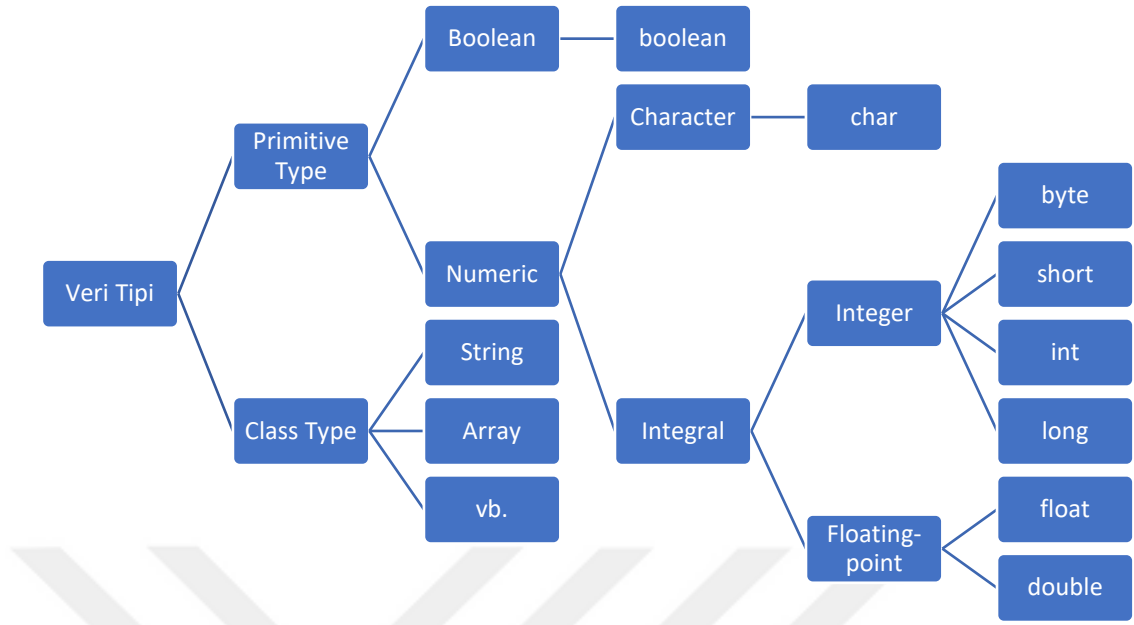 Boolean
boolean
Character
char
Primitive
Type
byte
Numeric
short
Veri Tipi
Integer
String
int
Class Type
Array
Integral
long
vb.
float
Floating-
point
double